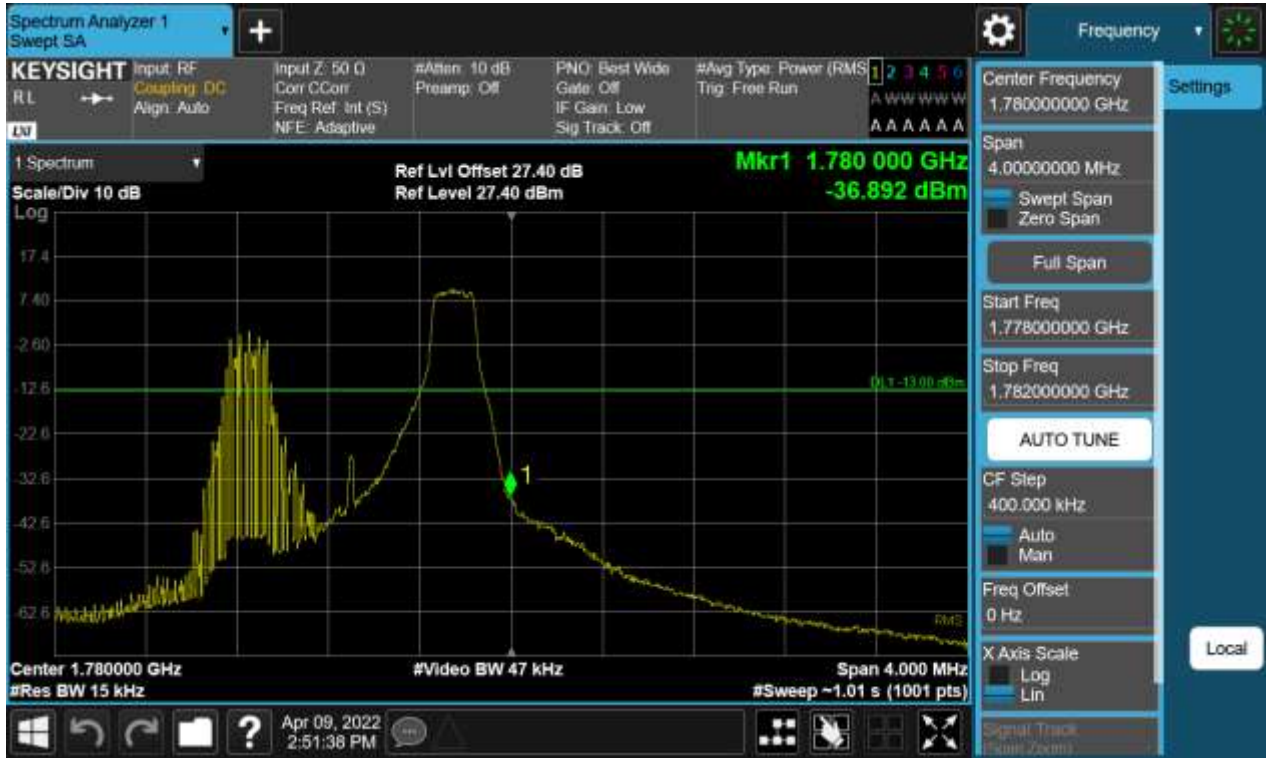 Spectrum Analyzer 1
Swept SA
+
Frequency
KEYSIGHT
RL
LXI
Input: RF
Coupling: DC
Align: Auto
Input Z: 50 Ω
Corr CCorr
Freq Ref: Int (S)
NFE: Adaptive
#Atten: 10 dB
Preamp: Off
PNO: Best Wide
Gate: Off
IF Gain: Low
Sig Track: Off
#Avg Type: Power (RMS
Trig: Free Run
1 2 3 4 5 6
A W W W W W
A A A A A A
1 Spectrum
Scale/Div 10 dB
Ref Lvl Offset 27.40 dB
Ref Level 27.40 dBm
Mkr1 1.780 000 GHz
-36.892 dBm
Log
17.4
7.40
-2.60
-12.6
-22.6
-32.6
-42.6
-52.6
-62.6
DL1 -13.00 dBm
1
RMS
Center 1.780000 GHz
#Video BW 47 kHz
Span 4.000 MHz
#Res BW 15 kHz
#Sweep ~1.01 s (1001 pts)
?
Apr 09, 2022
2:51:38 PM
Center Frequency
1.780000000 GHz
Settings
Span
4.00000000 MHz
Swept Span
Zero Span
Full Span
Start Freq
1.778000000 GHz
Stop Freq
1.782000000 GHz
AUTO TUNE
CF Step
400.000 kHz
Auto
Man
Freq Offset
0 Hz
X Axis Scale
Log
Lin
Local
Signal Track
(Span Zoom)